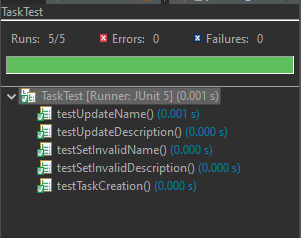 TaskTest
Runs: 5/5 Errors: 0 Failures: 0
TaskTest [Runner: JUnit 5] (0.001 s)
testUpdateName() (0.001 s)
testUpdateDescription() (0.000 s)
testSetInvalidName() (0.000 s)
testSetInvalidDescription() (0.000 s)
testTaskCreation() (0.000 s)